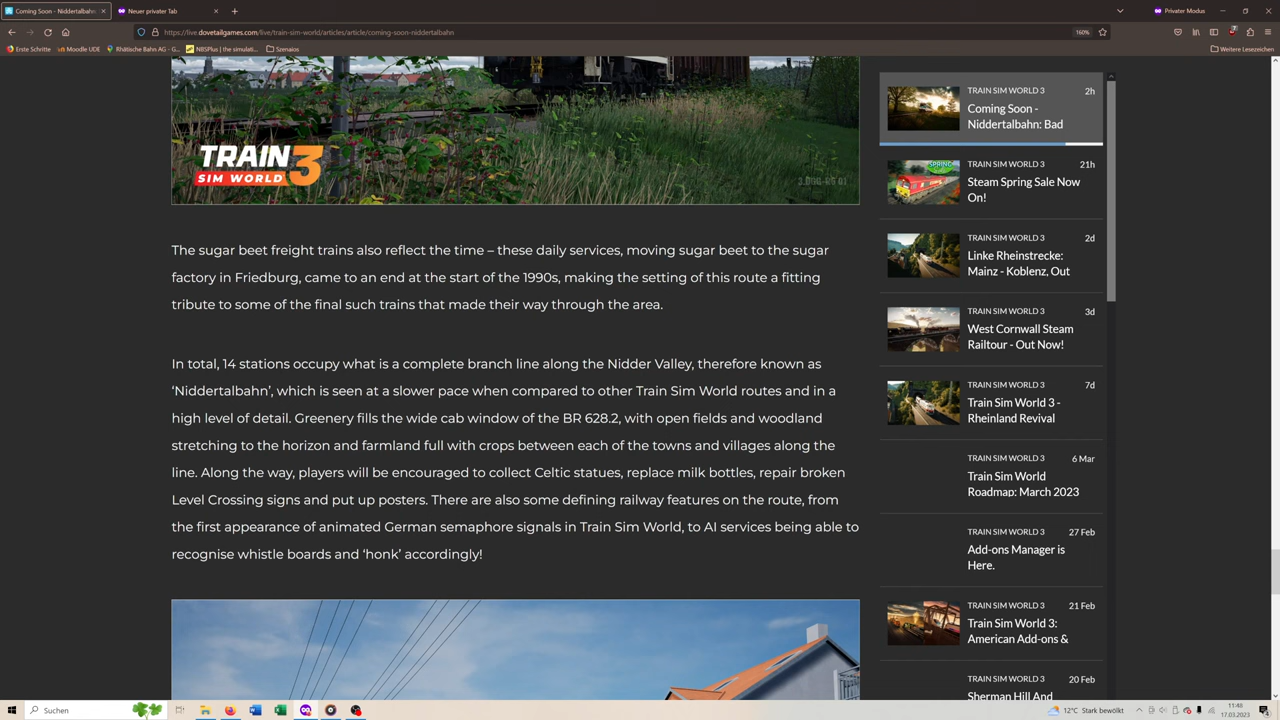 Coming Soon - Niddertalbahn
Neuer privater Tab
Privater Modus
https://live.dovetailgames.com/live/train-sim-world/articles/article/coming-soon-niddertalbahn
160%
Erste Schritte
Moodle UDE
Rhätische Bahn AG - G...
NBSPlus - the simulati...
Szenaios
Weitere Lesezeichen
TRAIN 3
SIM WORLD
The sugar beet freight trains also reflect the time – these daily services, moving sugar beet to the sugar
factory in Friedburg, came to an end at the start of the 1990s, making the setting of this route a fitting
tribute to some of the final such trains that made their way through the area.
In total, 14 stations occupy what is a complete branch line along the Nidder Valley, therefore known as
‘Niddertalbahn’, which is seen at a slower pace when compared to other Train Sim World routes and in a
high level of detail. Greenery fills the wide cab window of the BR 628.2, with open fields and woodland
stretching to the horizon and farmland full with crops between each of the towns and villages along the
line. Along the way, players will be encouraged to collect Celtic statues, replace milk bottles, repair broken
Level Crossing signs and put up posters. There are also some defining railway features on the route, from
the first appearance of animated German semaphore signals in Train Sim World, to AI services being able to
recognise whistle boards and ‘honk’ accordingly!
TRAIN SIM WORLD 3 2h
Coming Soon -
Niddertalbahn: Bad
TRAIN SIM WORLD 3 21h
Steam Spring Sale Now
On!
SPRING
TRAIN SIM WORLD 3 2d
Linke Rheinstrecke:
Mainz - Koblenz, Out
TRAIN SIM WORLD 3 3d
West Cornwall Steam
Railtour - Out Now!
TRAIN SIM WORLD 3 7d
Train Sim World 3 -
Rheinland Revival
TRAIN SIM WORLD 3 6 Mar
Train Sim World
Roadmap: March 2023
TRAIN SIM WORLD 3 27 Feb
Add-ons Manager is
Here.
TRAIN SIM WORLD 3 21 Feb
Train Sim World 3:
American Add-ons &
TRAIN SIM WORLD 3 20 Feb
Sherman Hill And
Suchen
12°C Stark bewölkt
11:48
17.03.2023